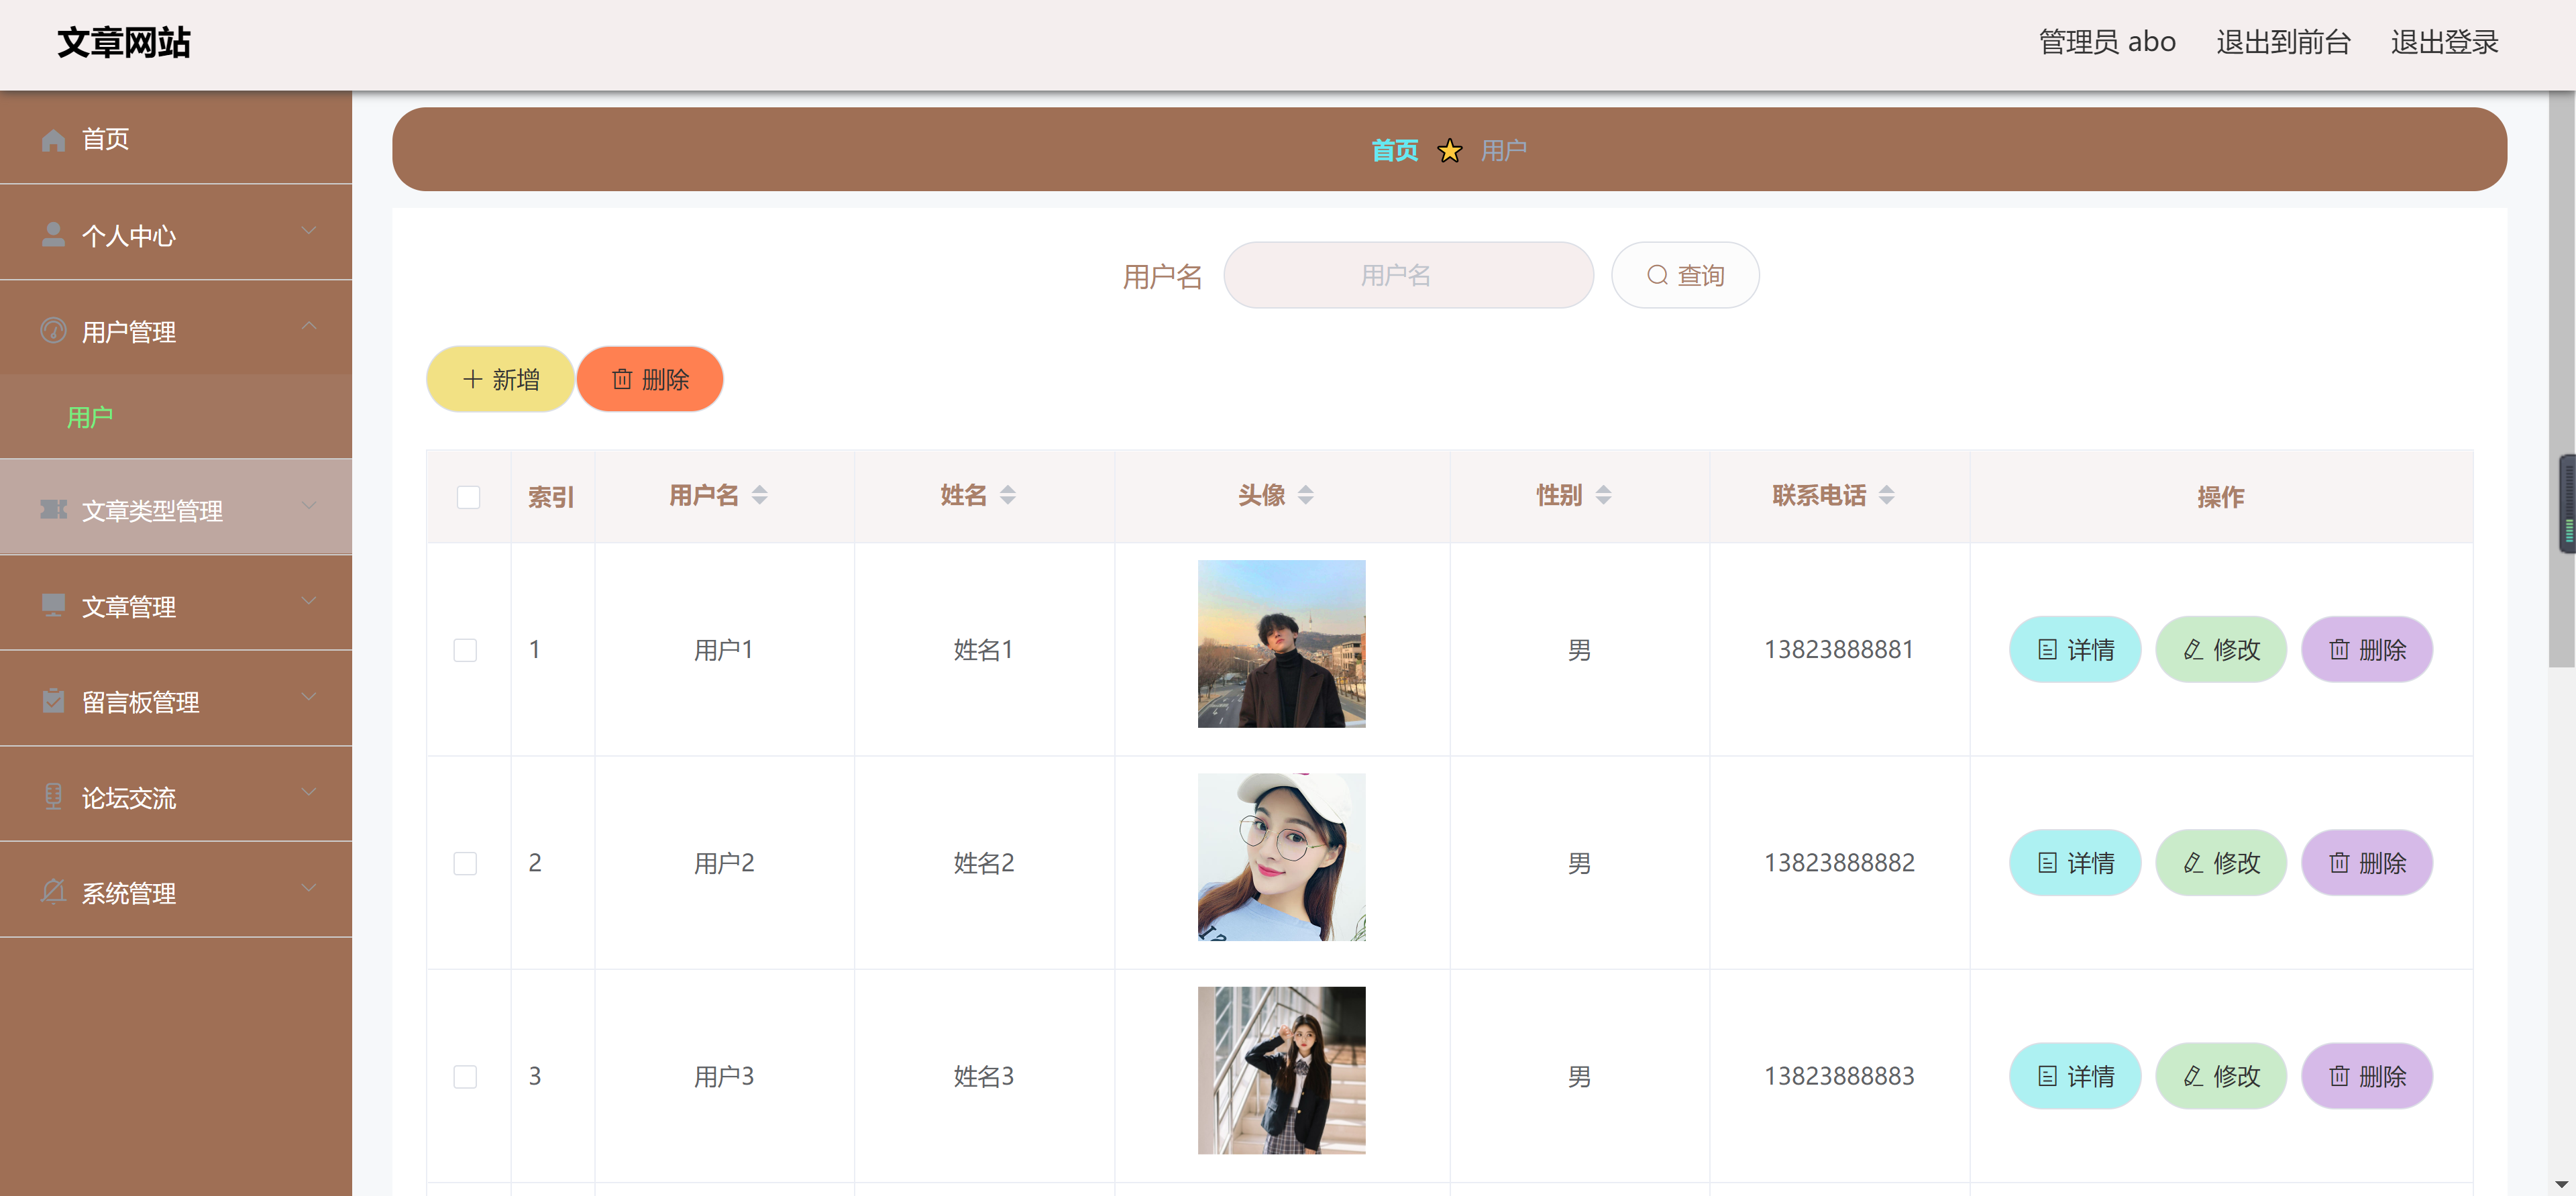 文章网站
管理员 abo 退出到前台 退出登录
首页
个人中心
用户管理
用户
文章类型管理
文章管理
留言板管理
论坛交流
系统管理
首页 用户
用户名 用户名 查询
新增 删除
索引 用户名 姓名 头像 性别 联系电话 操作
1 用户1 姓名1 男 13823888881 详情 修改 删除
2 用户2 姓名2 男 13823888882 详情 修改 删除
3 用户3 姓名3 男 13823888883 详情 修改 删除